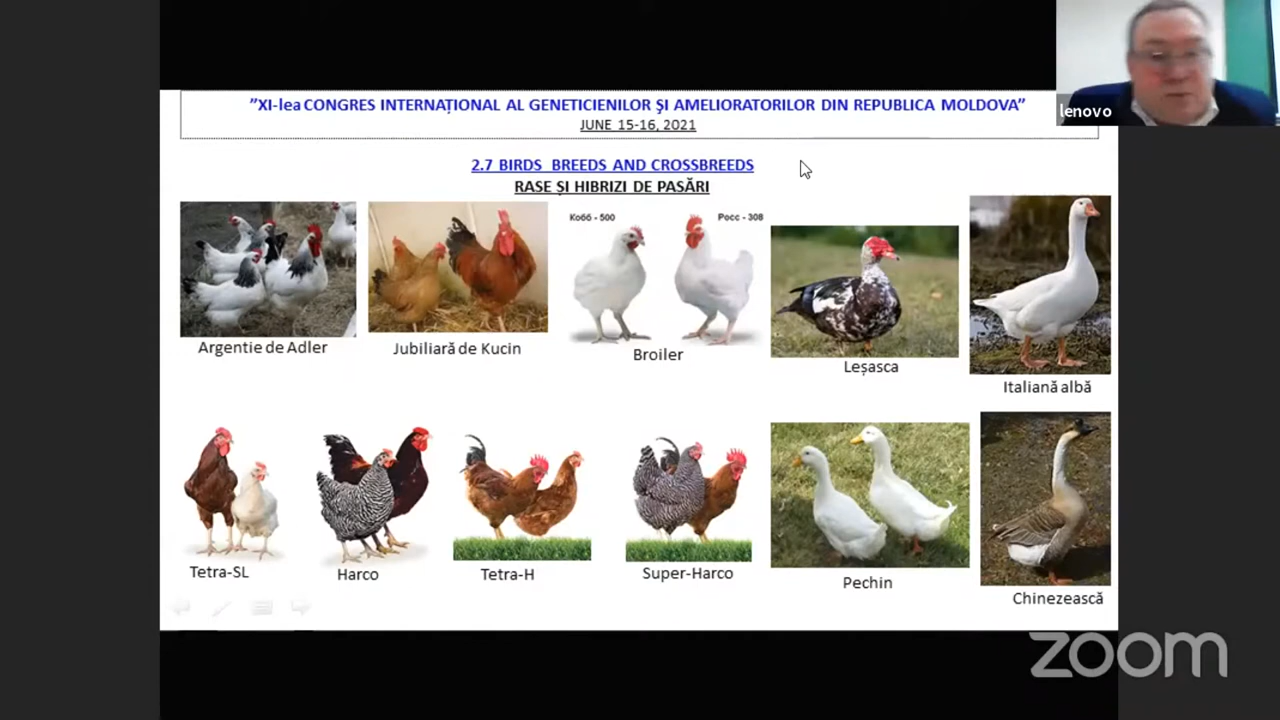 lenovo
”XI-lea CONGRES INTERNAȚIONAL AL GENETICIENILOR ȘI AMELIORATORILOR DIN REPUBLICA MOLDOVA”
JUNE 15-16, 2021
2.7 BIRDS BREEDS AND CROSSBREEDS
RASE ȘI HIBRIZI DE PASĂRI
Кобб - 500
Росс - 308
Argentie de Adler
Jubiliară de Kucin
Broiler
Leșasca
Italiană albă
Tetra-SL
Harco
Tetra-H
Super-Harco
Pechin
Chinezească
zoom